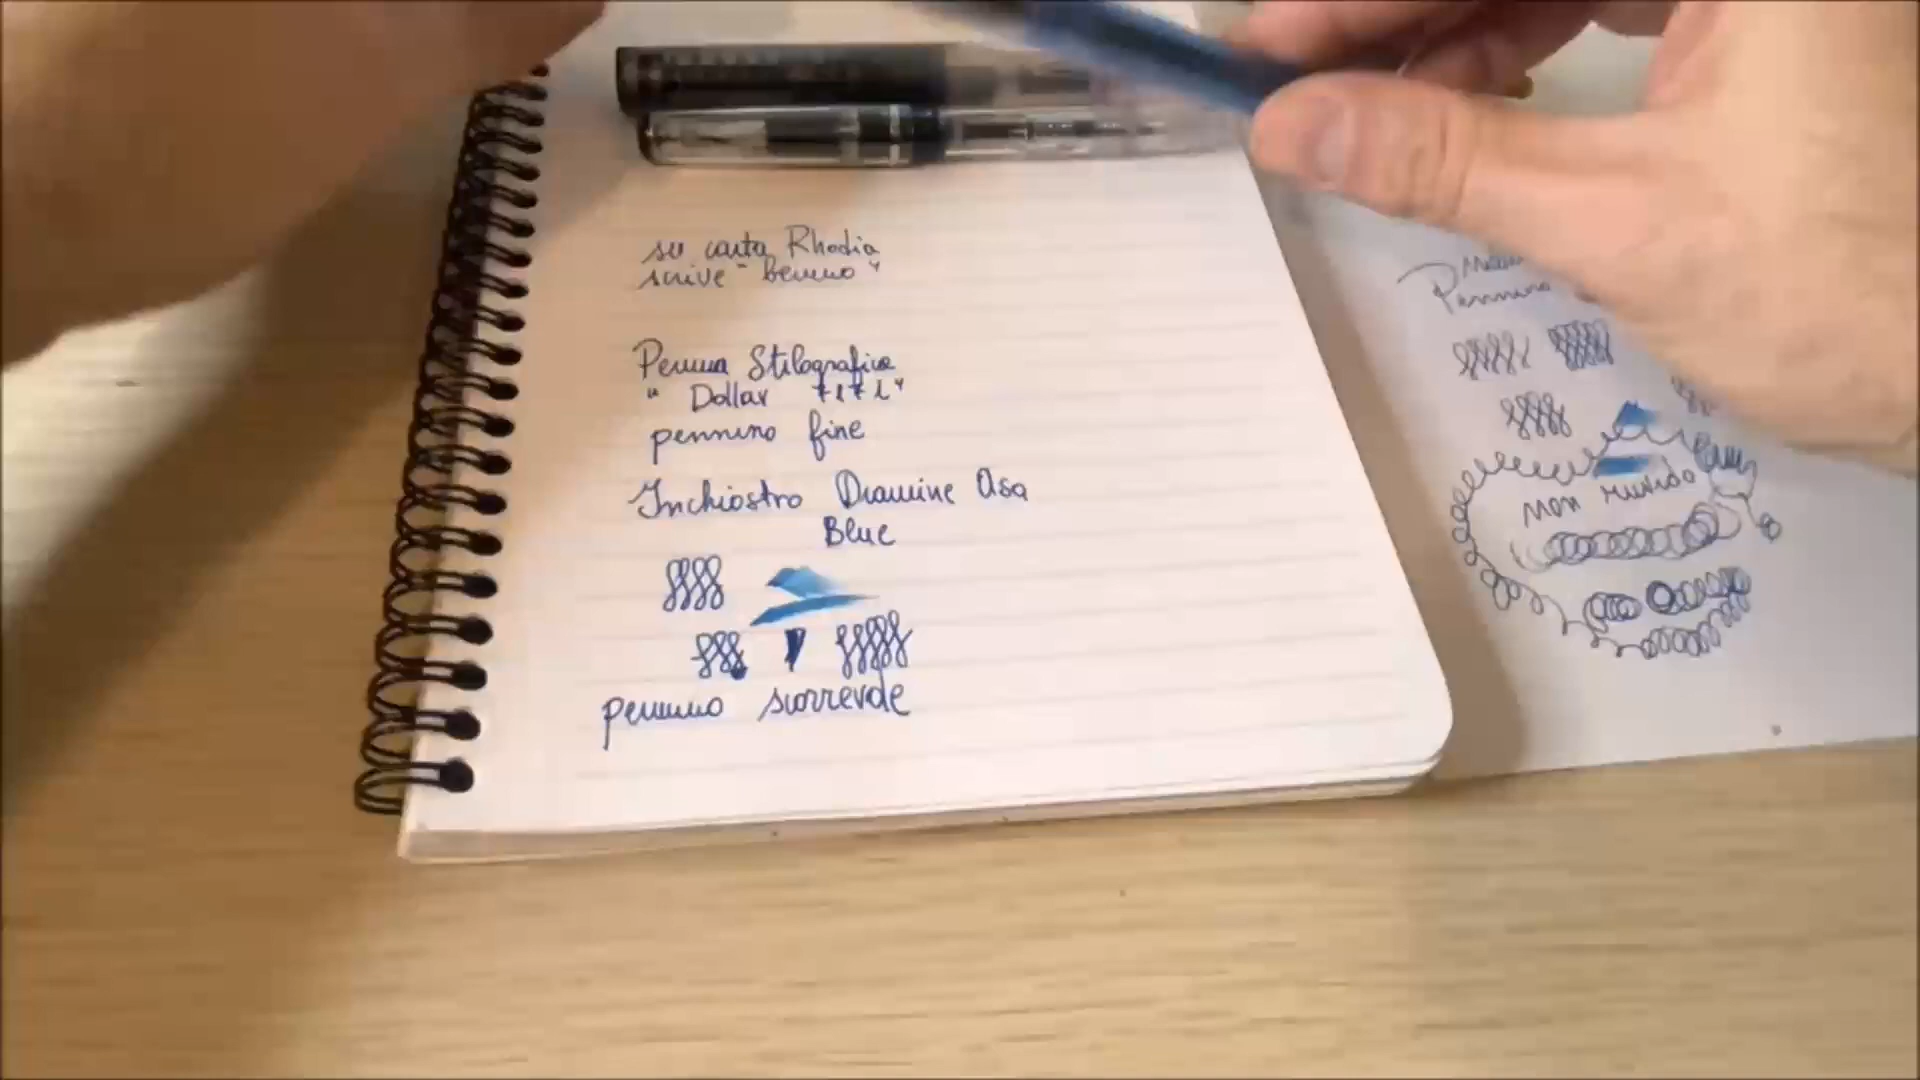 su carta Rhodia
scrive "benino"
Penna Stilografica
" Dollar 717i"
pennino fine
Inchiostro Diamine Asa
Blue
pennino scorrevole
Pennino
non ruvido